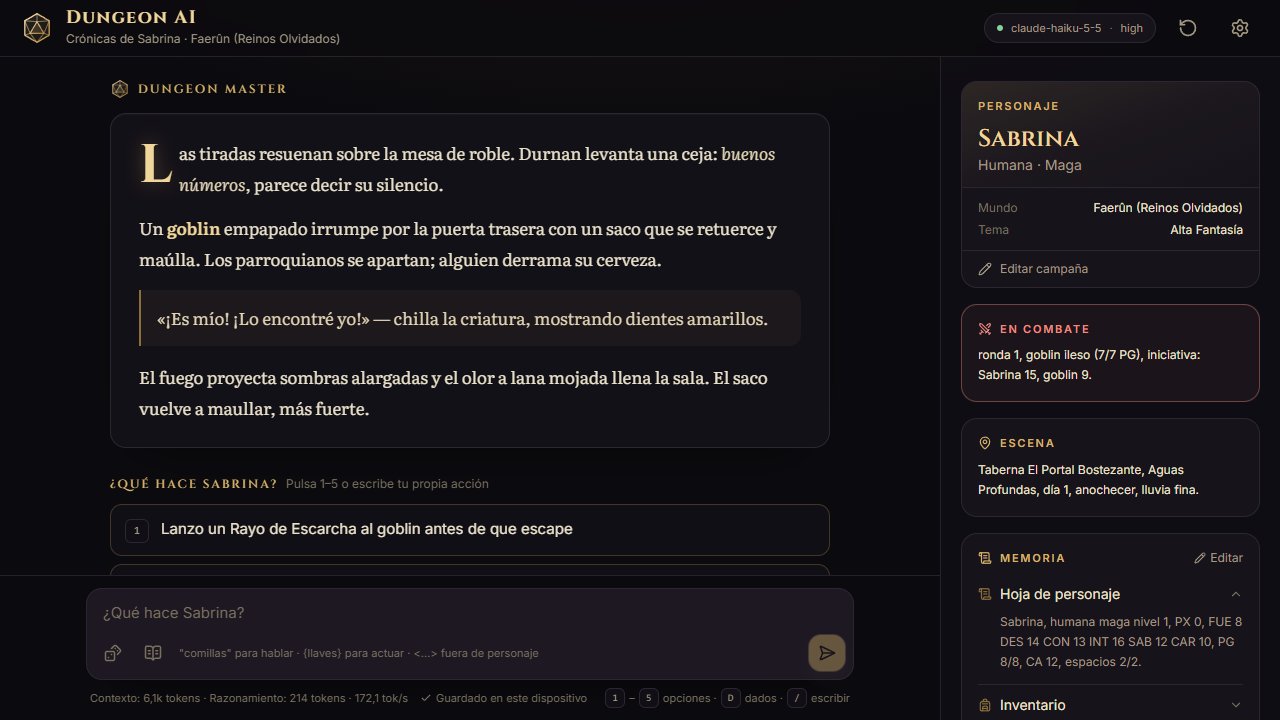 Dungeon AI
Crónicas de Sabrina · Faerûn (Reinos Olvidados)
claude-haiku-5-5 · high
Dungeon Master
Las tiradas resuenan sobre la mesa de roble. Durnan levanta una ceja: buenos
números, parece decir su silencio.
Un goblin empapado irrumpe por la puerta trasera con un saco que se retuerce y
maúlla. Los parroquianos se apartan; alguien derrama su cerveza.
«¡Es mío! ¡Lo encontré yo!» — chilla la criatura, mostrando dientes amarillos.
El fuego proyecta sombras alargadas y el olor a lana mojada llena la sala. El saco
vuelve a maullar, más fuerte.
¿Qué hace Sabrina? Pulsa 1–5 o escribe tu propia acción
1 Lanzo un Rayo de Escarcha al goblin antes de que escape
¿Qué hace Sabrina?
"comillas" para hablar · {llaves} para actuar · <...> fuera de personaje
Contexto: 6,1k tokens · Razonamiento: 214 tokens · 172,1 tok/s Guardado en este dispositivo 1 – 5 opciones · D dados · / escribir
PERSONAJE
Sabrina
Humana · Maga
Mundo Faerûn (Reinos Olvidados)
Tema Alta Fantasía
Editar campaña
EN COMBATE
ronda 1, goblin ileso (7/7 PG), iniciativa:
Sabrina 15, goblin 9.
ESCENA
Taberna El Portal Bostezante, Aguas
Profundas, día 1, anochecer, lluvia fina.
MEMORIA Editar
Hoja de personaje
Sabrina, humana maga nivel 1, PX 0, FUE 8
DES 14 CON 13 INT 16 SAB 12 CAR 10, PG
8/8, CA 12, espacios 2/2.
Inventario